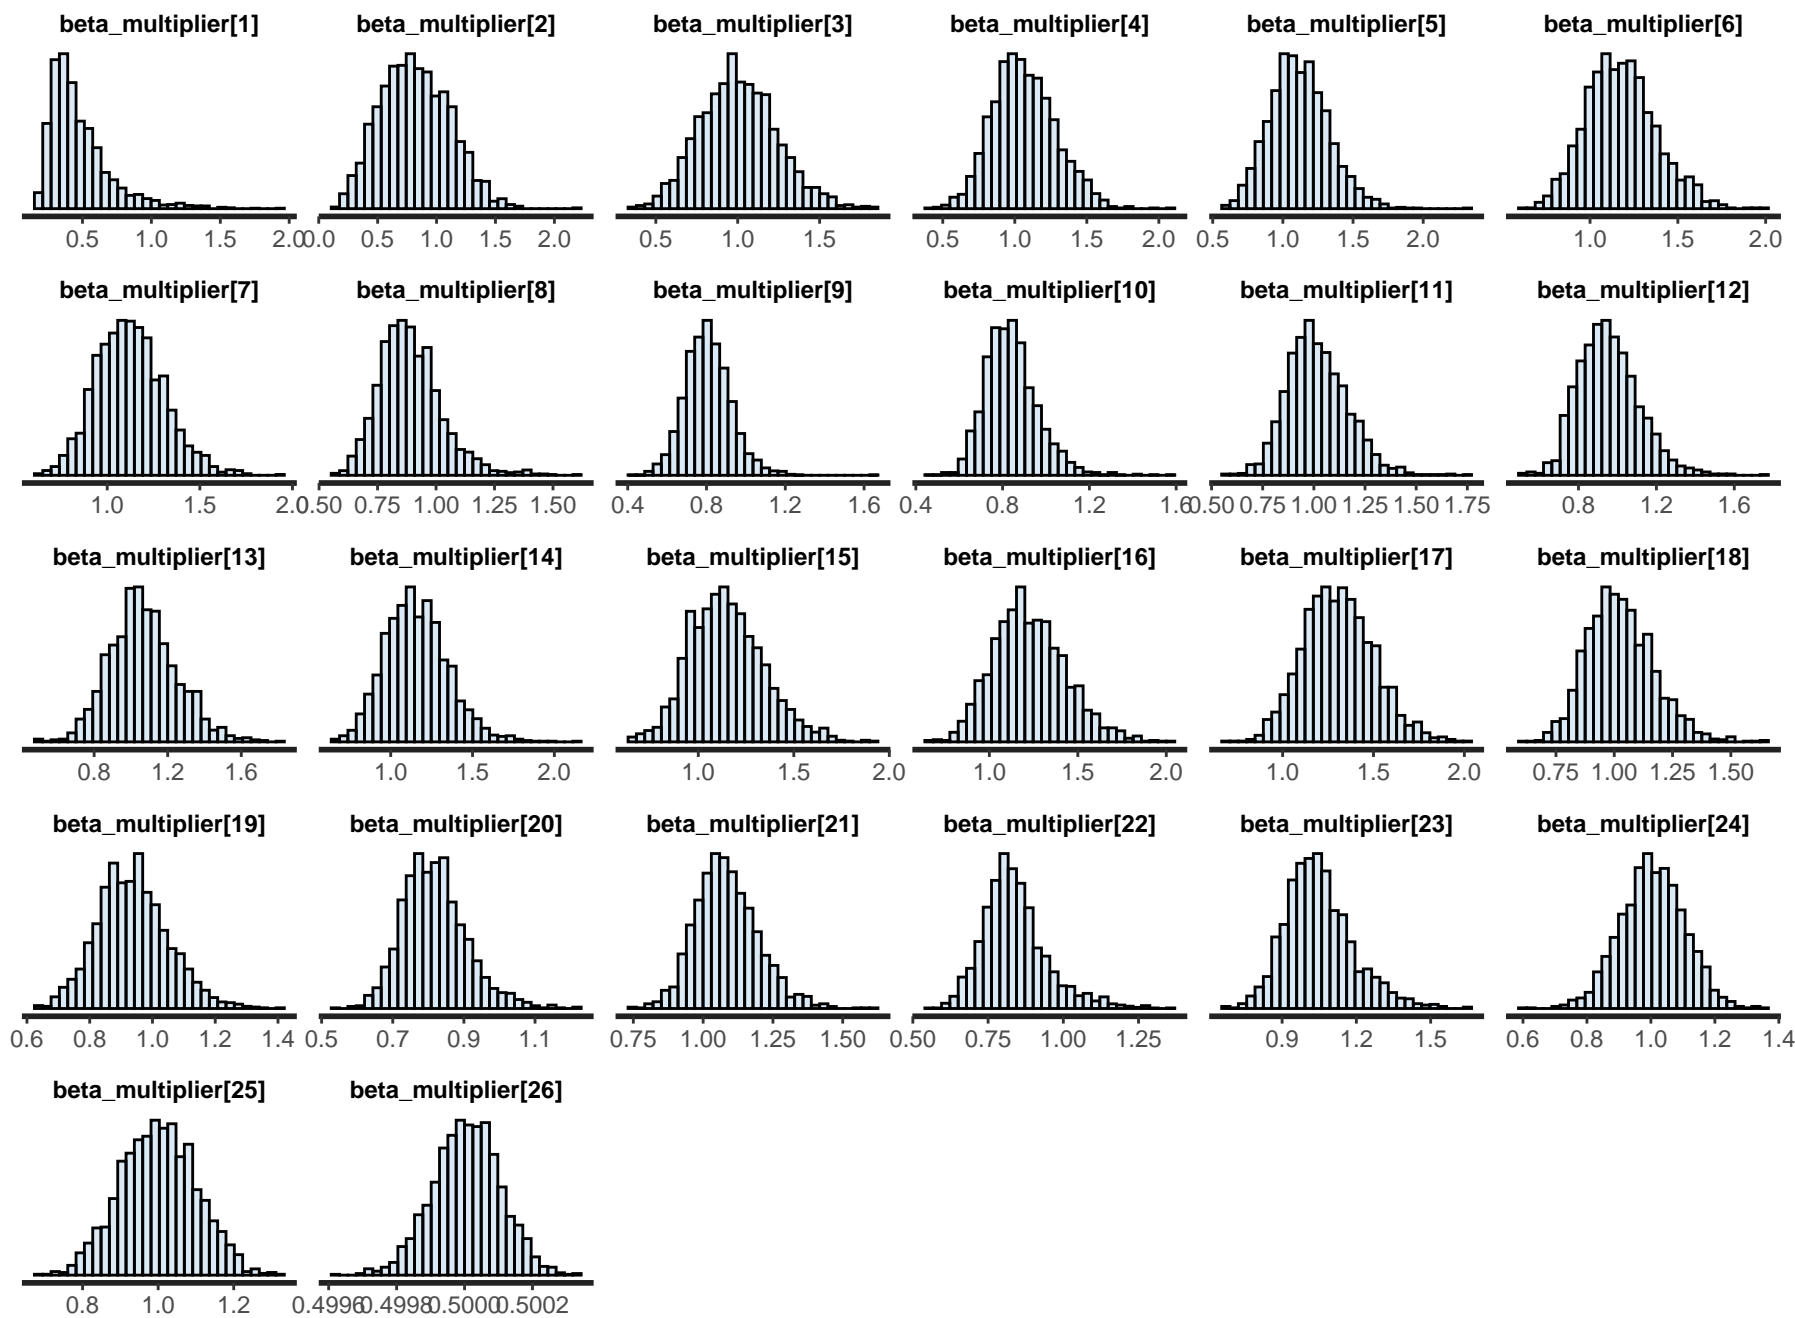 beta_multiplier[1] beta_multiplier[2] beta_multiplier[3] beta_multiplier[4] beta_multiplier[5] beta_multiplier[6]
0.5 1.0 1.5 2.0 0.0 0.5 1.0 1.5 2.0 0.5 1.0 1.5 0.5 1.0 1.5 2.0 0.5 1.0 1.5 2.0 1.0 1.5 2.0
beta_multiplier[7] beta_multiplier[8] beta_multiplier[9] beta_multiplier[10] beta_multiplier[11] beta_multiplier[12]
1.0 1.5 2.0 0.50 0.75 1.00 1.25 1.50 0.4 0.8 1.2 1.6 0.4 0.8 1.2 1.6 0.50 0.75 1.00 1.25 1.50 1.75 0.8 1.2 1.6
beta_multiplier[13] beta_multiplier[14] beta_multiplier[15] beta_multiplier[16] beta_multiplier[17] beta_multiplier[18]
0.8 1.2 1.6 1.0 1.5 2.0 1.0 1.5 2.0 1.0 1.5 2.0 1.0 1.5 2.0 0.75 1.00 1.25 1.50
beta_multiplier[19] beta_multiplier[20] beta_multiplier[21] beta_multiplier[22] beta_multiplier[23] beta_multiplier[24]
0.6 0.8 1.0 1.2 1.4 0.5 0.7 0.9 1.1 0.75 1.00 1.25 1.50 0.50 0.75 1.00 1.25 0.9 1.2 1.5 0.6 0.8 1.0 1.2 1.4
beta_multiplier[25] beta_multiplier[26]
0.8 1.0 1.2 0.4996 0.4998 0.5000 0.5002